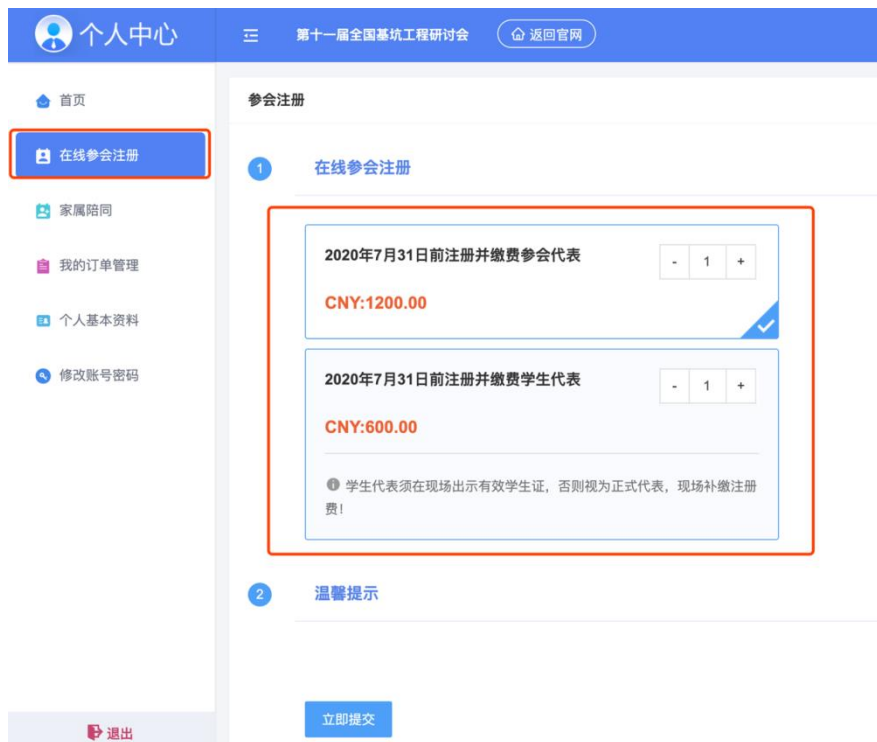 个人中心
第十一届全国基坑工程研讨会
返回官网
首页
在线参会注册
家属陪同
我的订单管理
个人基本资料
修改账号密码
退出
参会注册
1 在线参会注册
2020年7月31日前注册并缴费参会代表
- 1 +
CNY:1200.00
2020年7月31日前注册并缴费学生代表
- 1 +
CNY:600.00
学生代表须在现场出示有效学生证，否则视为正式代表，现场补缴注册
费！
2 温馨提示
立即提交